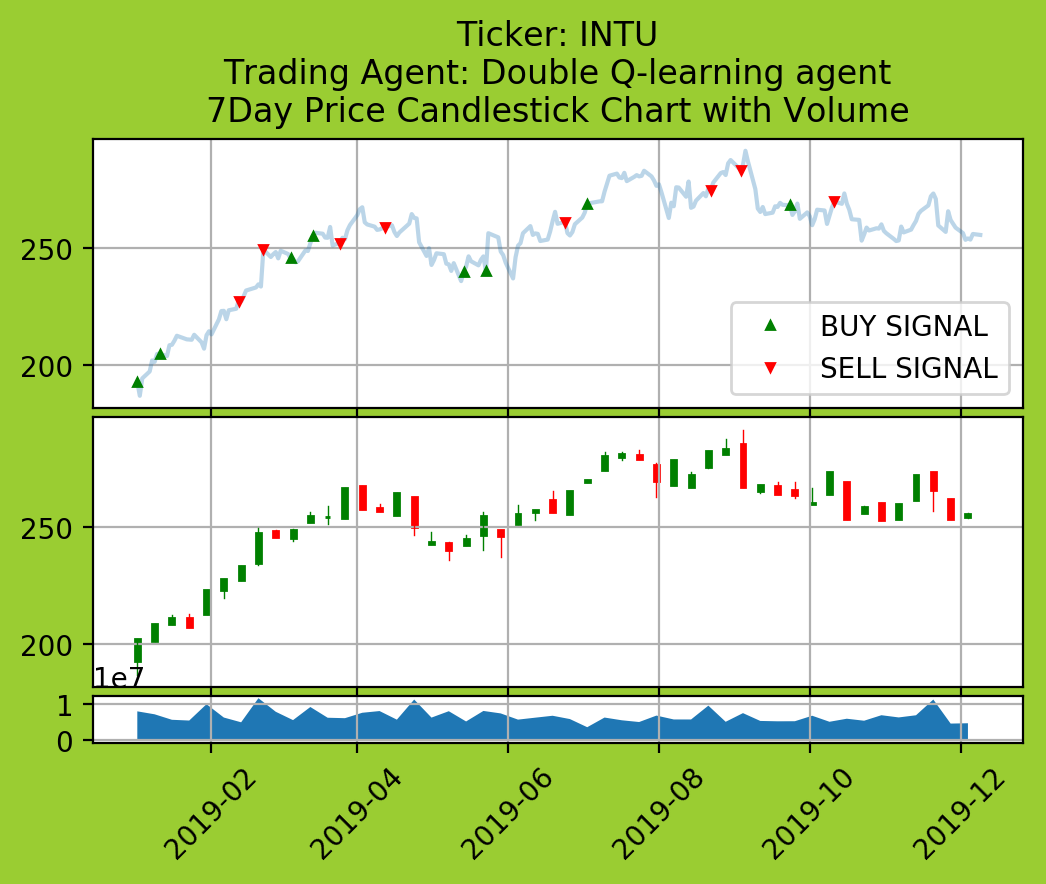 Ticker: INTU
Trading Agent: Double Q-learning agent
7Day Price Candlestick Chart with Volume
250
200
BUY SIGNAL
SELL SIGNAL
250
200
1e7
1
0
2019-02
2019-04
2019-06
2019-08
2019-10
2019-12